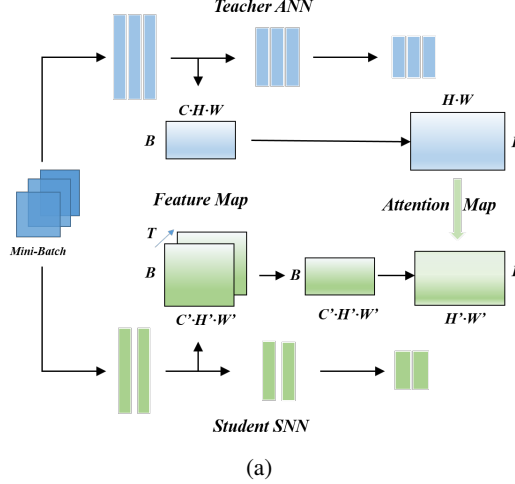 Teacher ANN
C·H·W
H·W
B
Feature Map
Attention Map
T
Mini-Batch
B
B
C'·H'·W'
C'·H'·W'
H'·W'
Student SNN
(a)